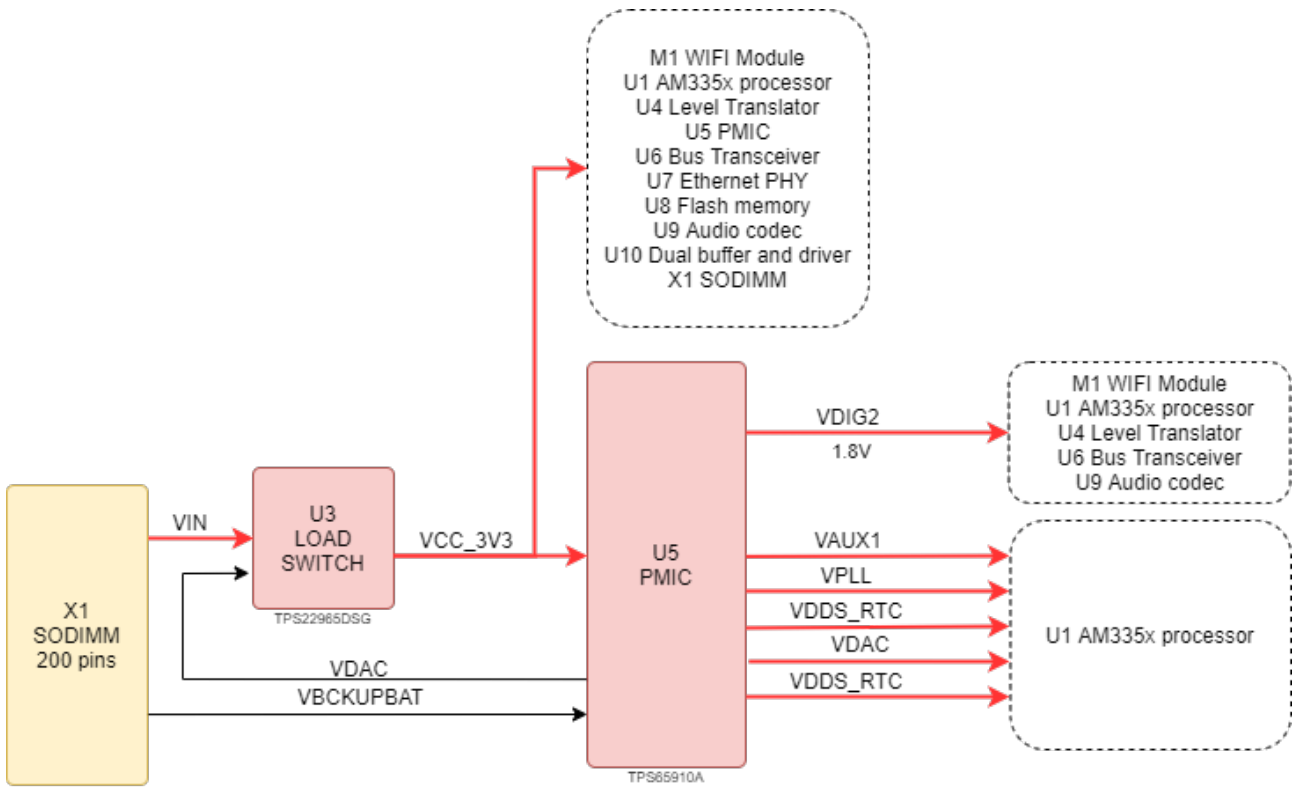 M1 WIFI Module
U1 AM335x processor
U4 Level Translator
U5 PMIC
U6 Bus Transceiver
U7 Ethernet PHY
U8 Flash memory
U9 Audio codec
U10 Dual buffer and driver
X1 SODIMM
M1 WIFI Module
U1 AM335x processor
U4 Level Translator
U6 Bus Transceiver
U9 Audio codec
VDIG2
1.8V
X1
SODIMM
200 pins
VIN
U3
LOAD
SWITCH
TPS22965DSG
VCC_3V3
U5
PMIC
TPS65910A
VDAC
VBCKUPBAT
VAUX1
VPLL
VDDS_RTC
VDAC
VDDS_RTC
U1 AM335x processor